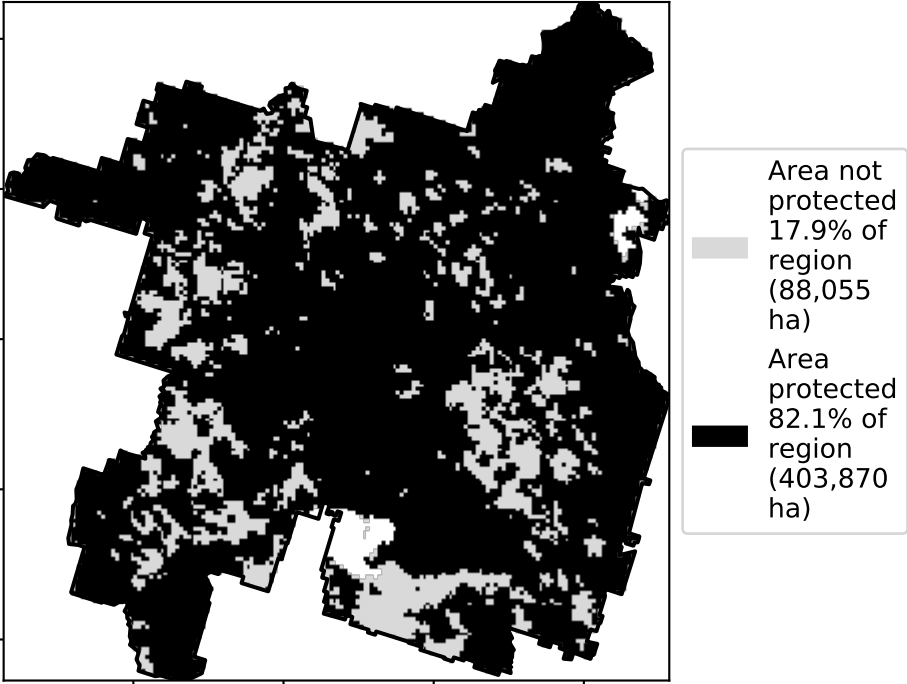 Area not
protected
17.9% of
region
(88,055
ha)
Area
protected
82.1% of
region
(403,870
ha)